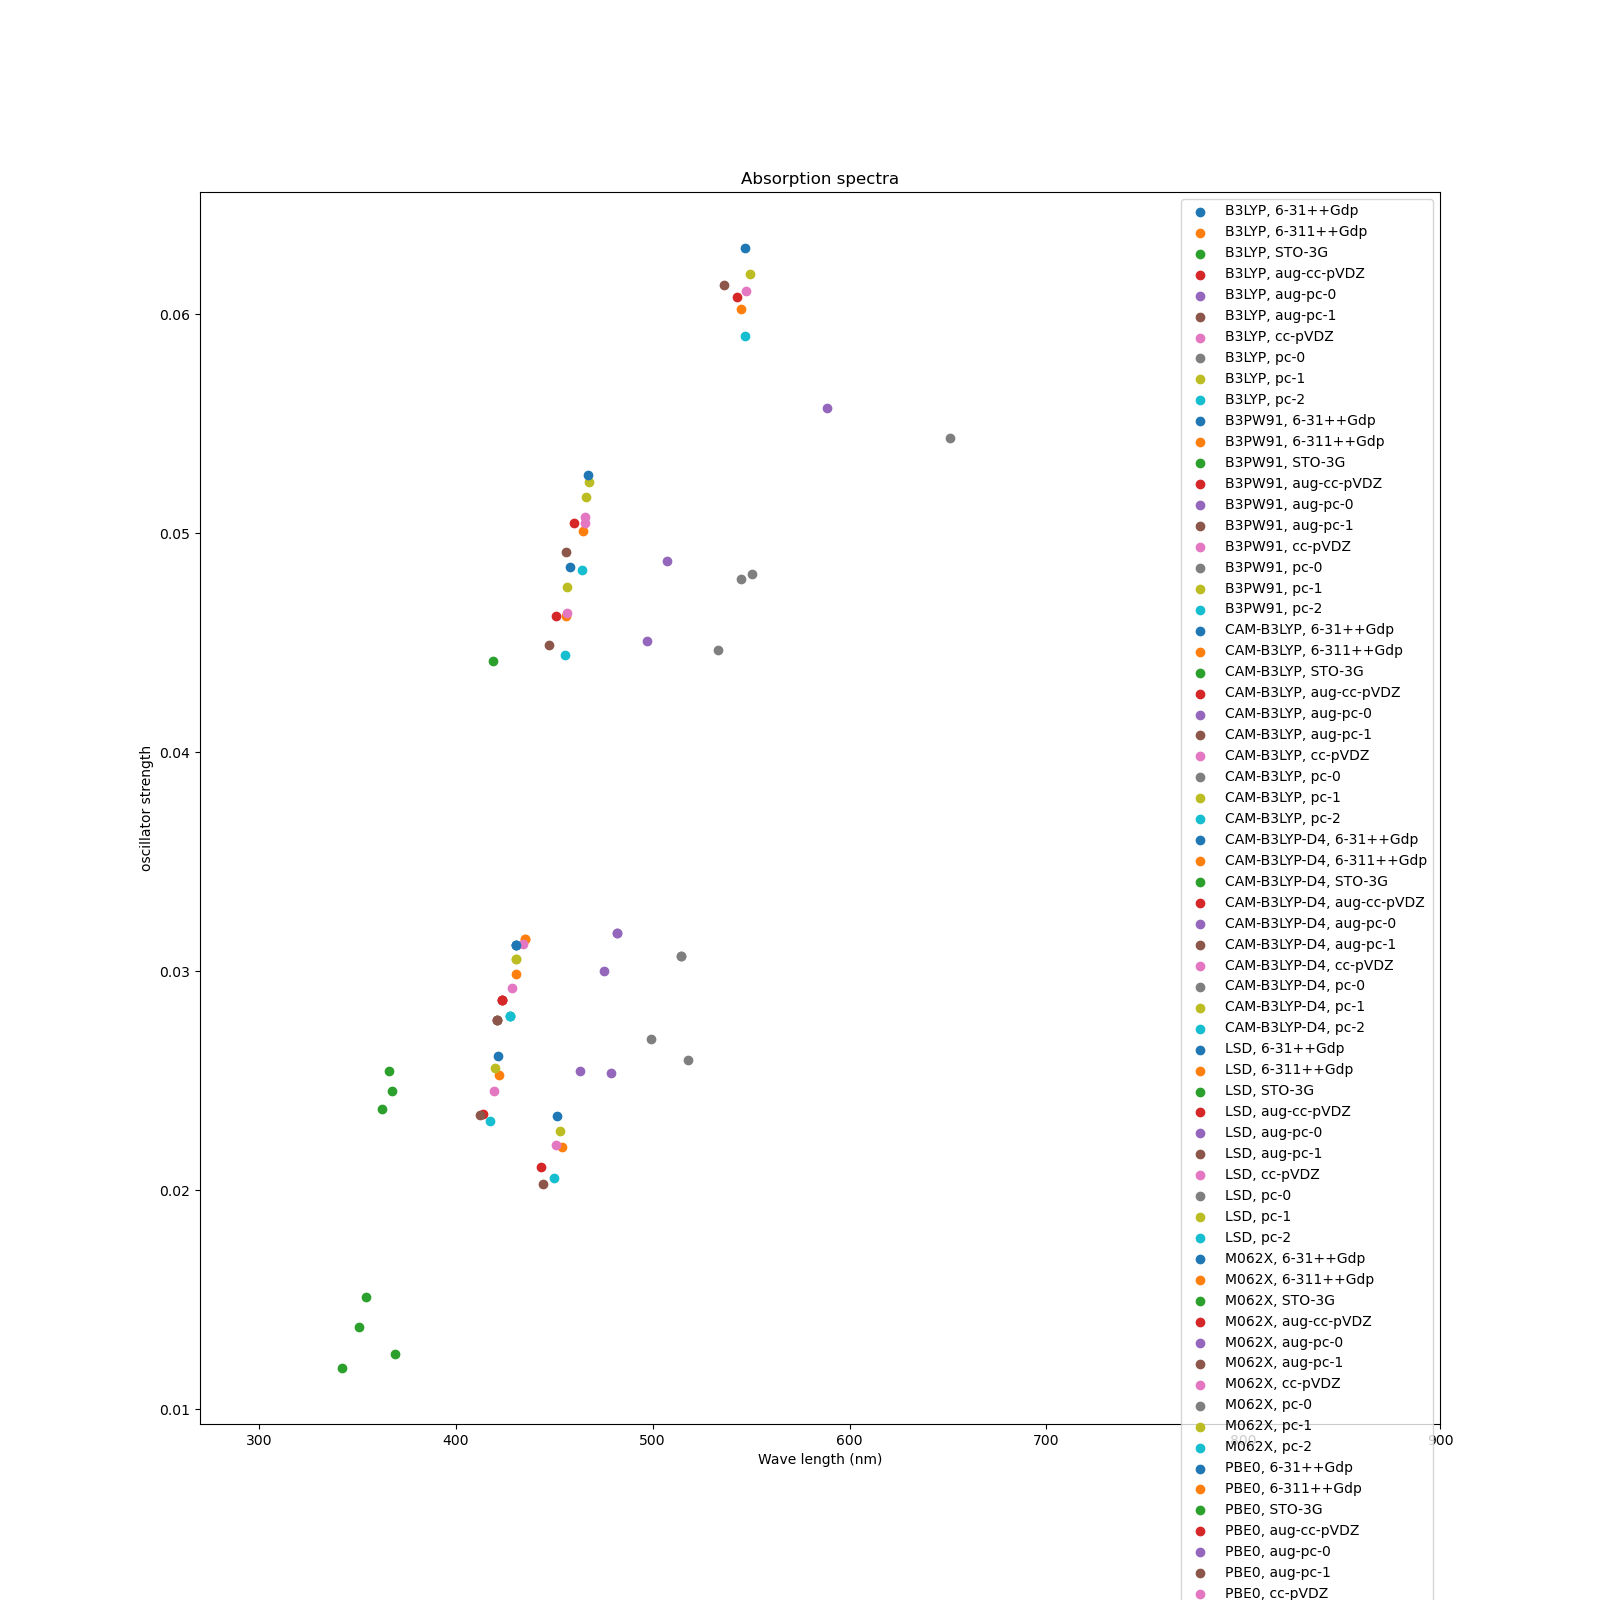 Absorption spectra
0.06
0.05
0.04
0.03
0.02
0.01
oscillator strength
300
400
500
600
700
800
900
Wave length (nm)
B3LYP, 6-31++Gdp
B3LYP, 6-311++Gdp
B3LYP, STO-3G
B3LYP, aug-cc-pVDZ
B3LYP, aug-pc-0
B3LYP, aug-pc-1
B3LYP, cc-pVDZ
B3LYP, pc-0
B3LYP, pc-1
B3LYP, pc-2
B3PW91, 6-31++Gdp
B3PW91, 6-311++Gdp
B3PW91, STO-3G
B3PW91, aug-cc-pVDZ
B3PW91, aug-pc-0
B3PW91, aug-pc-1
B3PW91, cc-pVDZ
B3PW91, pc-0
B3PW91, pc-1
B3PW91, pc-2
CAM-B3LYP, 6-31++Gdp
CAM-B3LYP, 6-311++Gdp
CAM-B3LYP, STO-3G
CAM-B3LYP, aug-cc-pVDZ
CAM-B3LYP, aug-pc-0
CAM-B3LYP, aug-pc-1
CAM-B3LYP, cc-pVDZ
CAM-B3LYP, pc-0
CAM-B3LYP, pc-1
CAM-B3LYP, pc-2
CAM-B3LYP-D4, 6-31++Gdp
CAM-B3LYP-D4, 6-311++Gdp
CAM-B3LYP-D4, STO-3G
CAM-B3LYP-D4, aug-cc-pVDZ
CAM-B3LYP-D4, aug-pc-0
CAM-B3LYP-D4, aug-pc-1
CAM-B3LYP-D4, cc-pVDZ
CAM-B3LYP-D4, pc-0
CAM-B3LYP-D4, pc-1
CAM-B3LYP-D4, pc-2
LSD, 6-31++Gdp
LSD, 6-311++Gdp
LSD, STO-3G
LSD, aug-cc-pVDZ
LSD, aug-pc-0
LSD, aug-pc-1
LSD, cc-pVDZ
LSD, pc-0
LSD, pc-1
LSD, pc-2
M062X, 6-31++Gdp
M062X, 6-311++Gdp
M062X, STO-3G
M062X, aug-cc-pVDZ
M062X, aug-pc-0
M062X, aug-pc-1
M062X, cc-pVDZ
M062X, pc-0
M062X, pc-1
M062X, pc-2
PBE0, 6-31++Gdp
PBE0, 6-311++Gdp
PBE0, STO-3G
PBE0, aug-cc-pVDZ
PBE0, aug-pc-0
PBE0, aug-pc-1
PBE0, cc-pVDZ